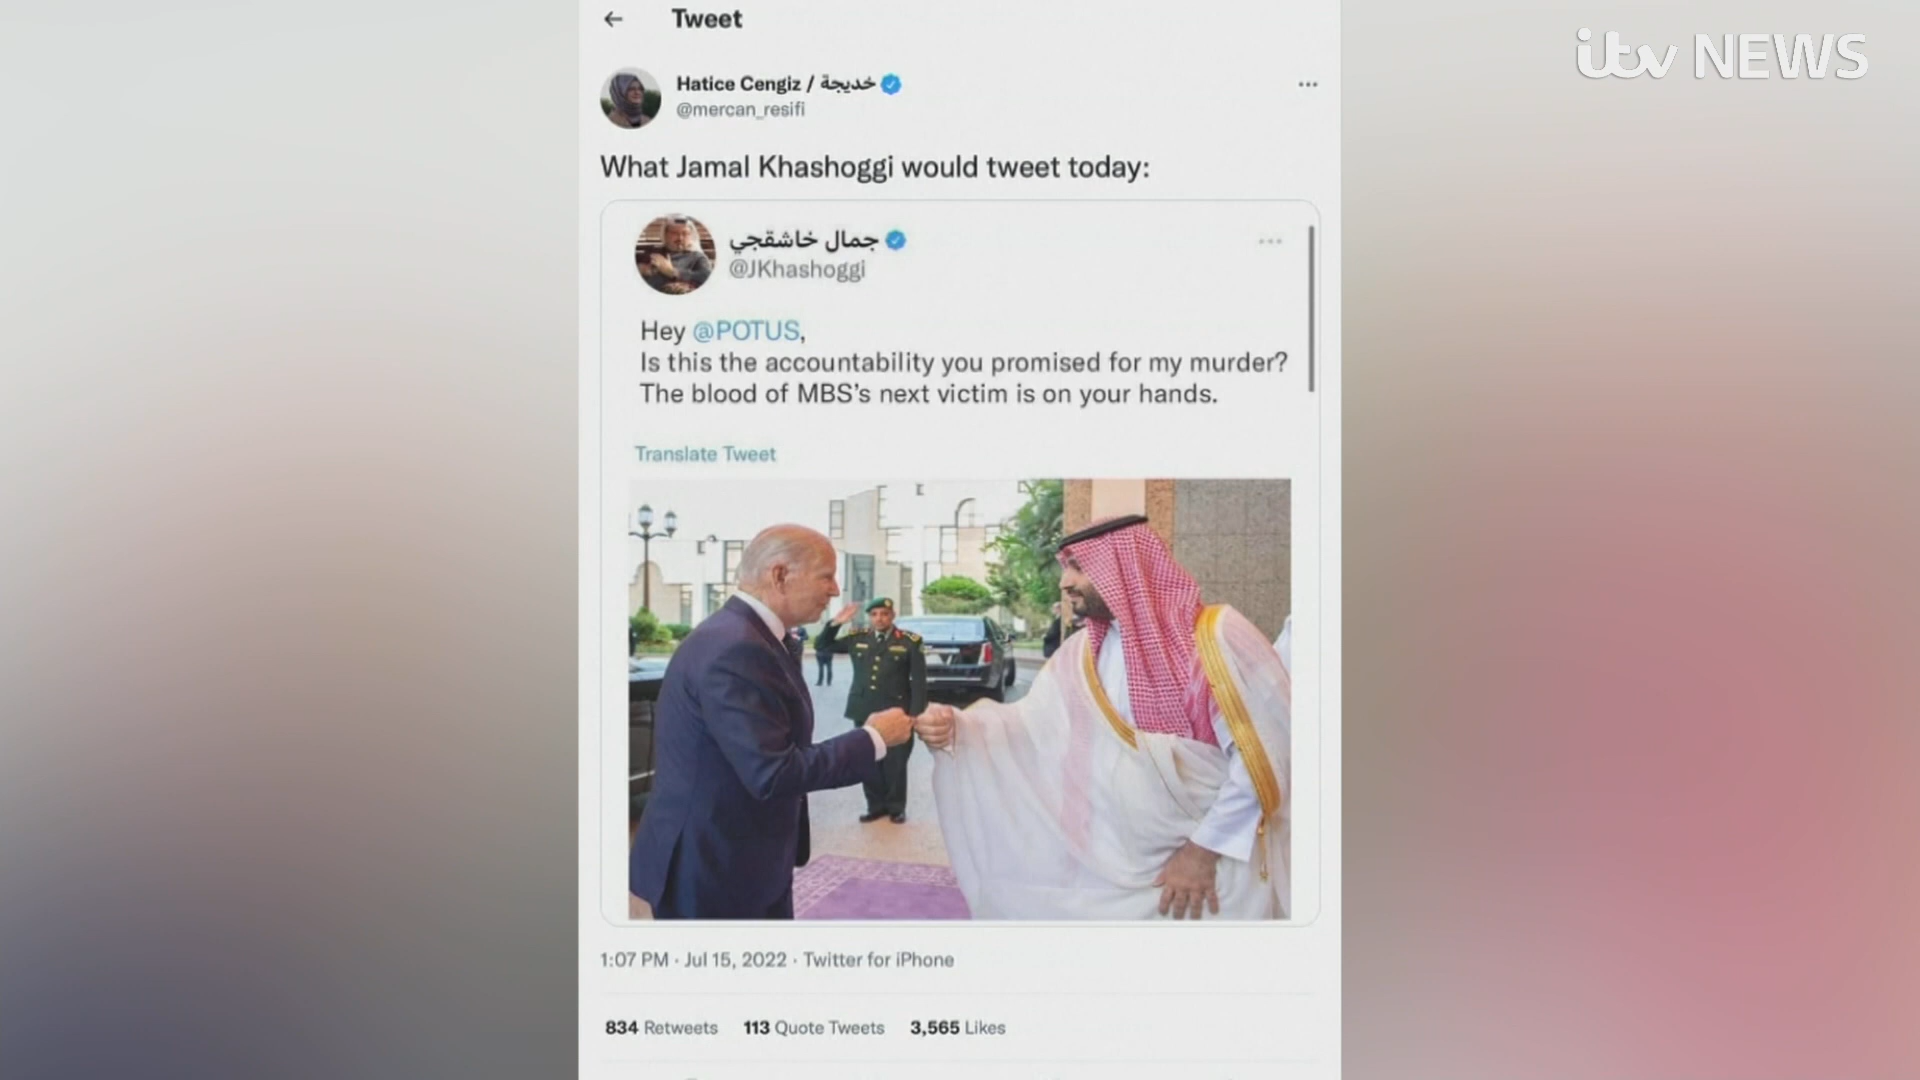 itv NEWS
Tweet
Hatice Cengiz / خديجة
@mercan_resifi
What Jamal Khashoggi would tweet today:
جمال خاشقجي
@JKhashoggi
Hey @POTUS,
Is this the accountability you promised for my murder?
The blood of MBS's next victim is on your hands.
Translate Tweet
1:07 PM · Jul 15, 2022 · Twitter for iPhone
834 Retweets 113 Quote Tweets 3,565 Likes